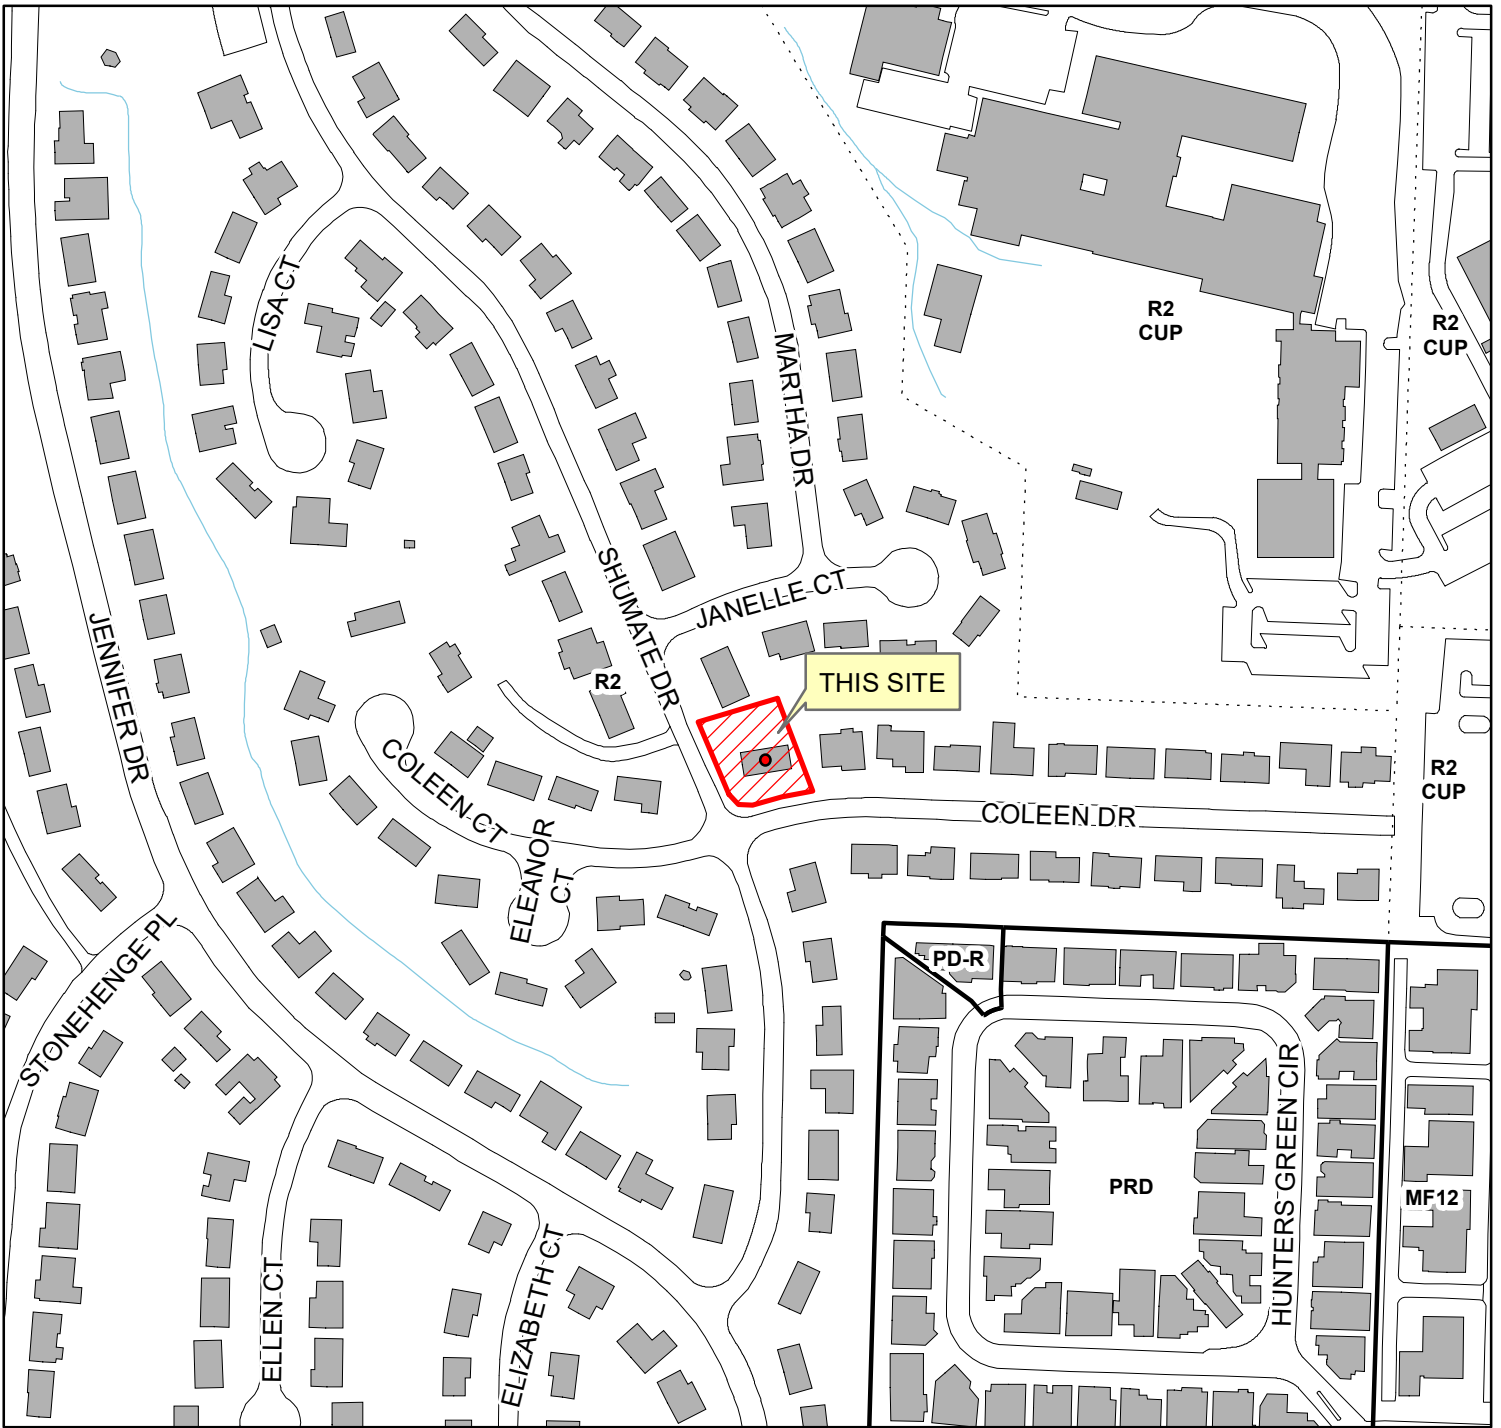 LISA CT
MARTHA DR
R2
CUP
R2
CUP
SHUMATE DR
JANELLE CT
JENNIFER DR
R2
THIS SITE
COLEEN CT
R2
CUP
COLEEN DR
ELEANOR
CT
STONEHENGE PL
PD-R
HUNTERS GREEN CIR
PRD
MF12
ELLEN CT
ELIZABETH CT